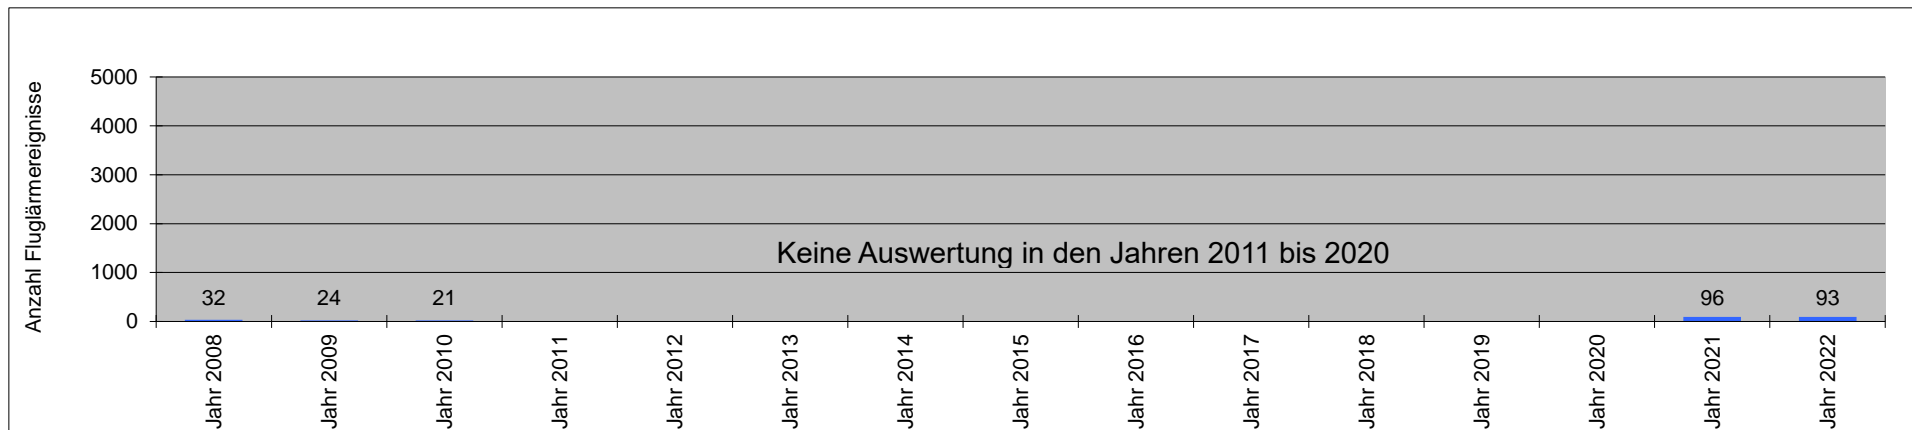 Anzahl Fluglärmereignisse
5000
4000
3000
2000
1000
0
Keine Auswertung in den Jahren 2011 bis 2020
32
24
21
96
93
Jahr 2008
Jahr 2009
Jahr 2010
Jahr 2011
Jahr 2012
Jahr 2013
Jahr 2014
Jahr 2015
Jahr 2016
Jahr 2017
Jahr 2018
Jahr 2019
Jahr 2020
Jahr 2021
Jahr 2022